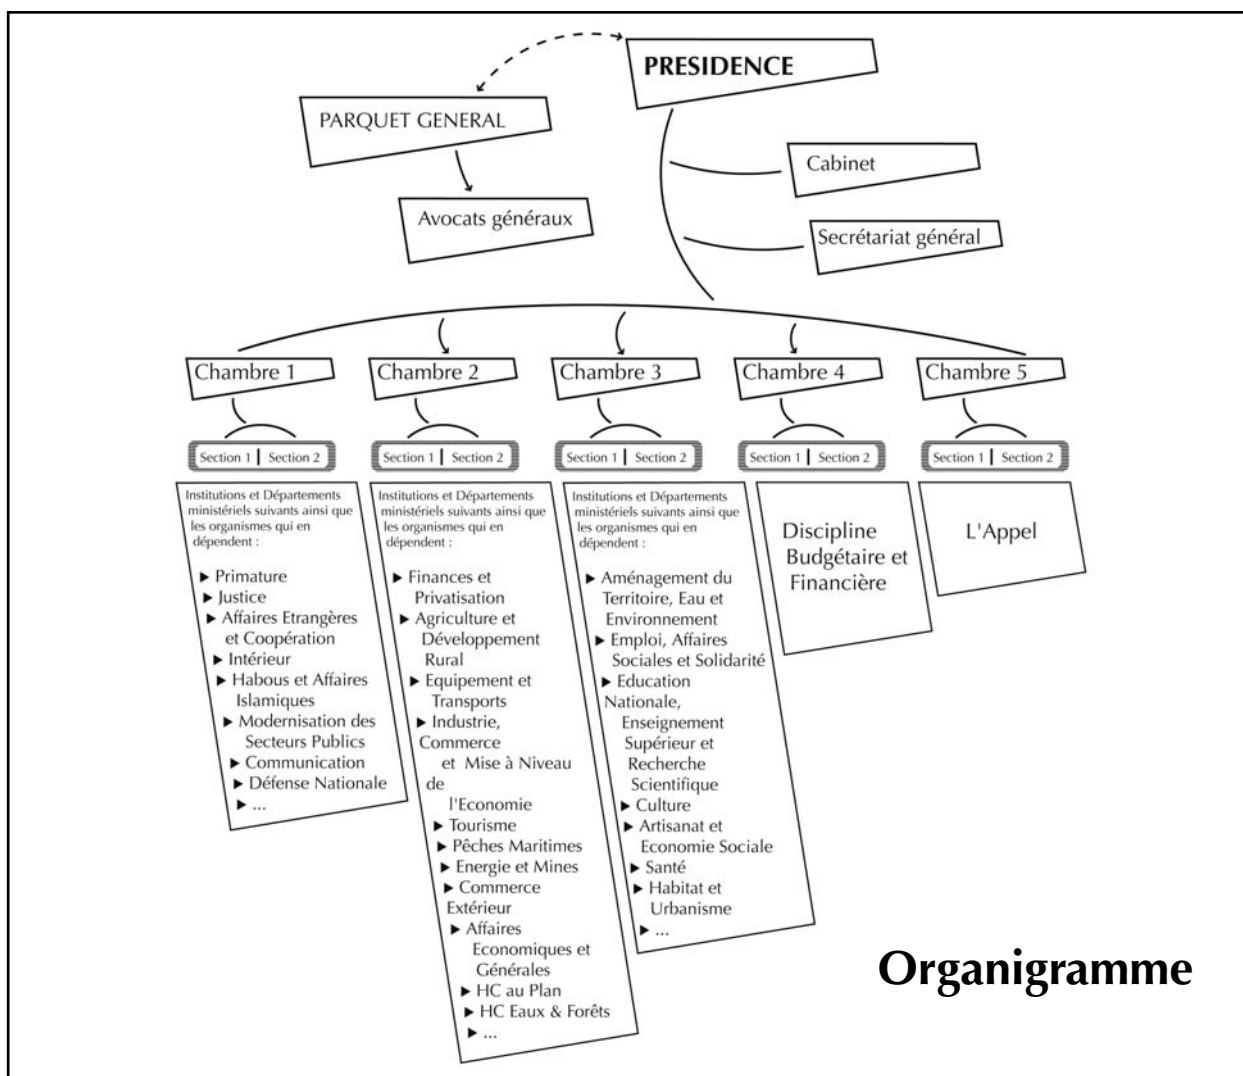 PRESIDENCE
PARQUET GENERAL
Avocats généraux
Cabinet
Secrétariat général
Chambre 1
Chambre 2
Chambre 3
Chambre 4
Chambre 5
Section 1 | Section 2
Section 1 | Section 2
Section 1 | Section 2
Section 1 | Section 2
Section 1 | Section 2
Institutions et Départements
ministériels suivants ainsi que
les organismes qui en
dépendent :
► Primature
► Justice
► Affaires Etrangères
et Coopération
► Intérieur
► Habous et Affaires
Islamiques
► Modernisation des
Secteurs Publics
► Communication
► Défense Nationale
► ...
Institutions et Départements
ministériels suivants ainsi que
les organismes qui en
dépendent :
► Finances et
Privatisation
► Agriculture et
Développement
Rural
► Equipement et
Transports
► Industrie,
Commerce
et Mise à Niveau
de
l'Economie
► Tourisme
► Pêches Maritimes
► Energie et Mines
► Commerce
Extérieur
► Affaires
Economiques et
Générales
► HC au Plan
► HC Eaux & Forêts
► ...
Institutions et Départements
ministériels suivants ainsi que
les organismes qui en
dépendent :
► Aménagement du
Territoire, Eau et
Environnement
► Emploi, Affaires
Sociales et Solidarité
► Education
Nationale,
Enseignement
Supérieur et
Recherche
Scientifique
► Culture
► Artisanat et
Economie Sociale
► Santé
► Habitat et
Urbanisme
► ...
Discipline
Budgétaire et
Financière
L'Appel
Organigramme